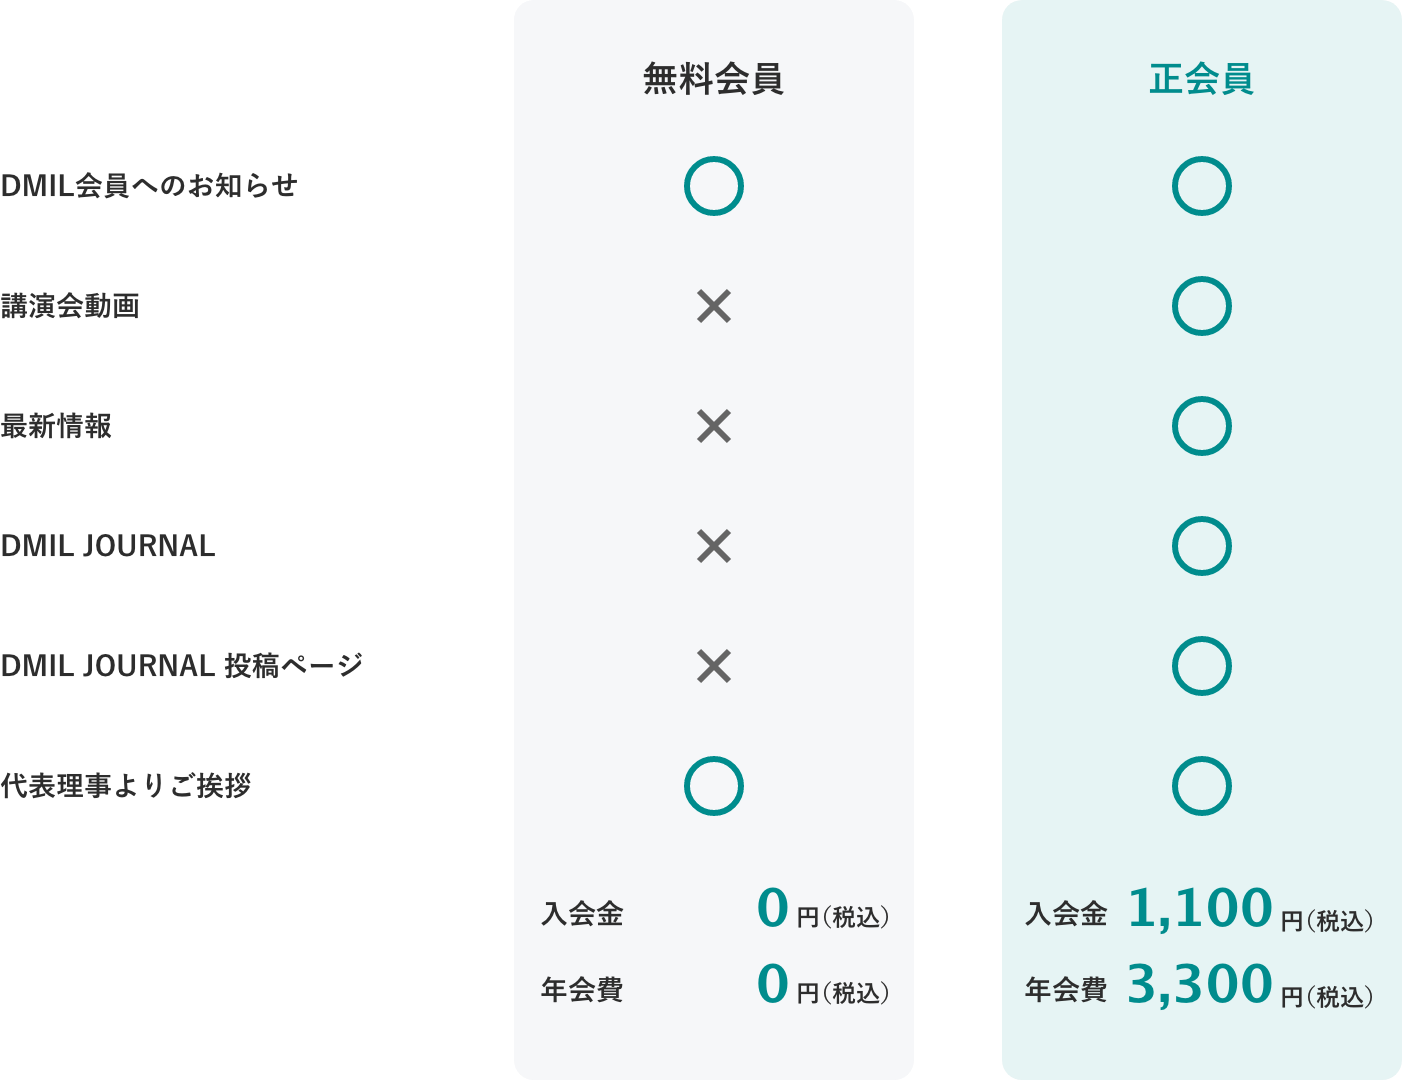 無料会員 正会員
DMIL会員へのお知らせ ○ ○
講演会動画 × ○
最新情報 × ○
DMIL JOURNAL × ○
DMIL JOURNAL 投稿ページ × ○
代表理事よりご挨拶 ○ ○
入会金 0 円（税込） 入会金 1,100 円（税込）
年会費 0 円（税込） 年会費 3,300 円（税込）